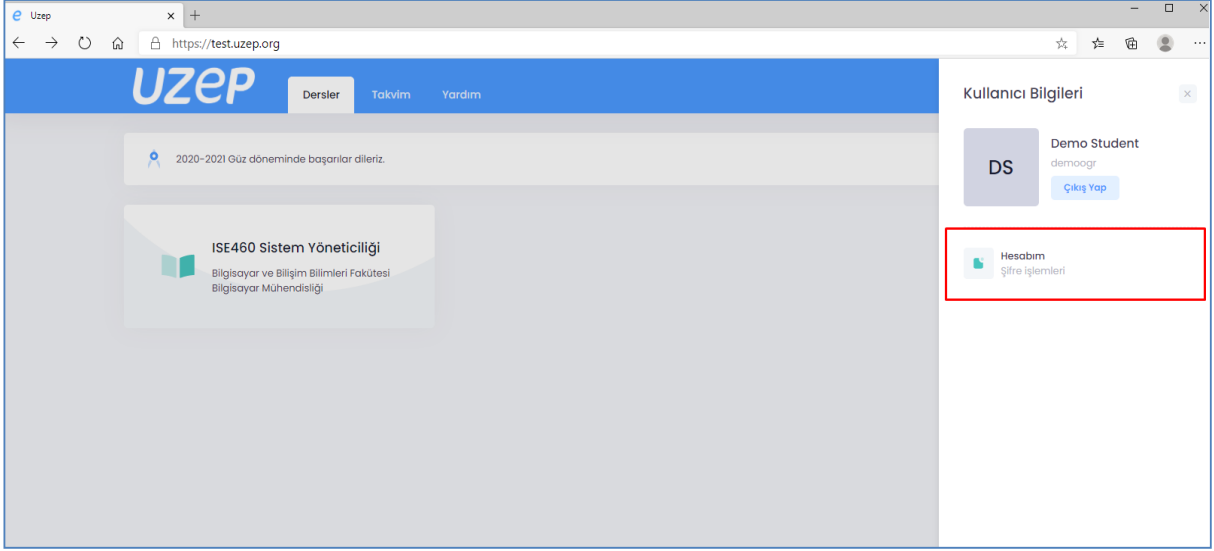 Uzep
https://test.uzep.org
uzep
Dersler
Takvim
Yardım
2020-2021 Güz döneminde başarılar dileriz.
ISE460 Sistem Yöneticiliği
Bilgisayar ve Bilişim Bilimleri Fakütesi
Bilgisayar Mühendisliği
Kullanıcı Bilgileri
DS
Demo Student
demoogr
Çıkış Yap
Hesabım
Şifre işlemleri